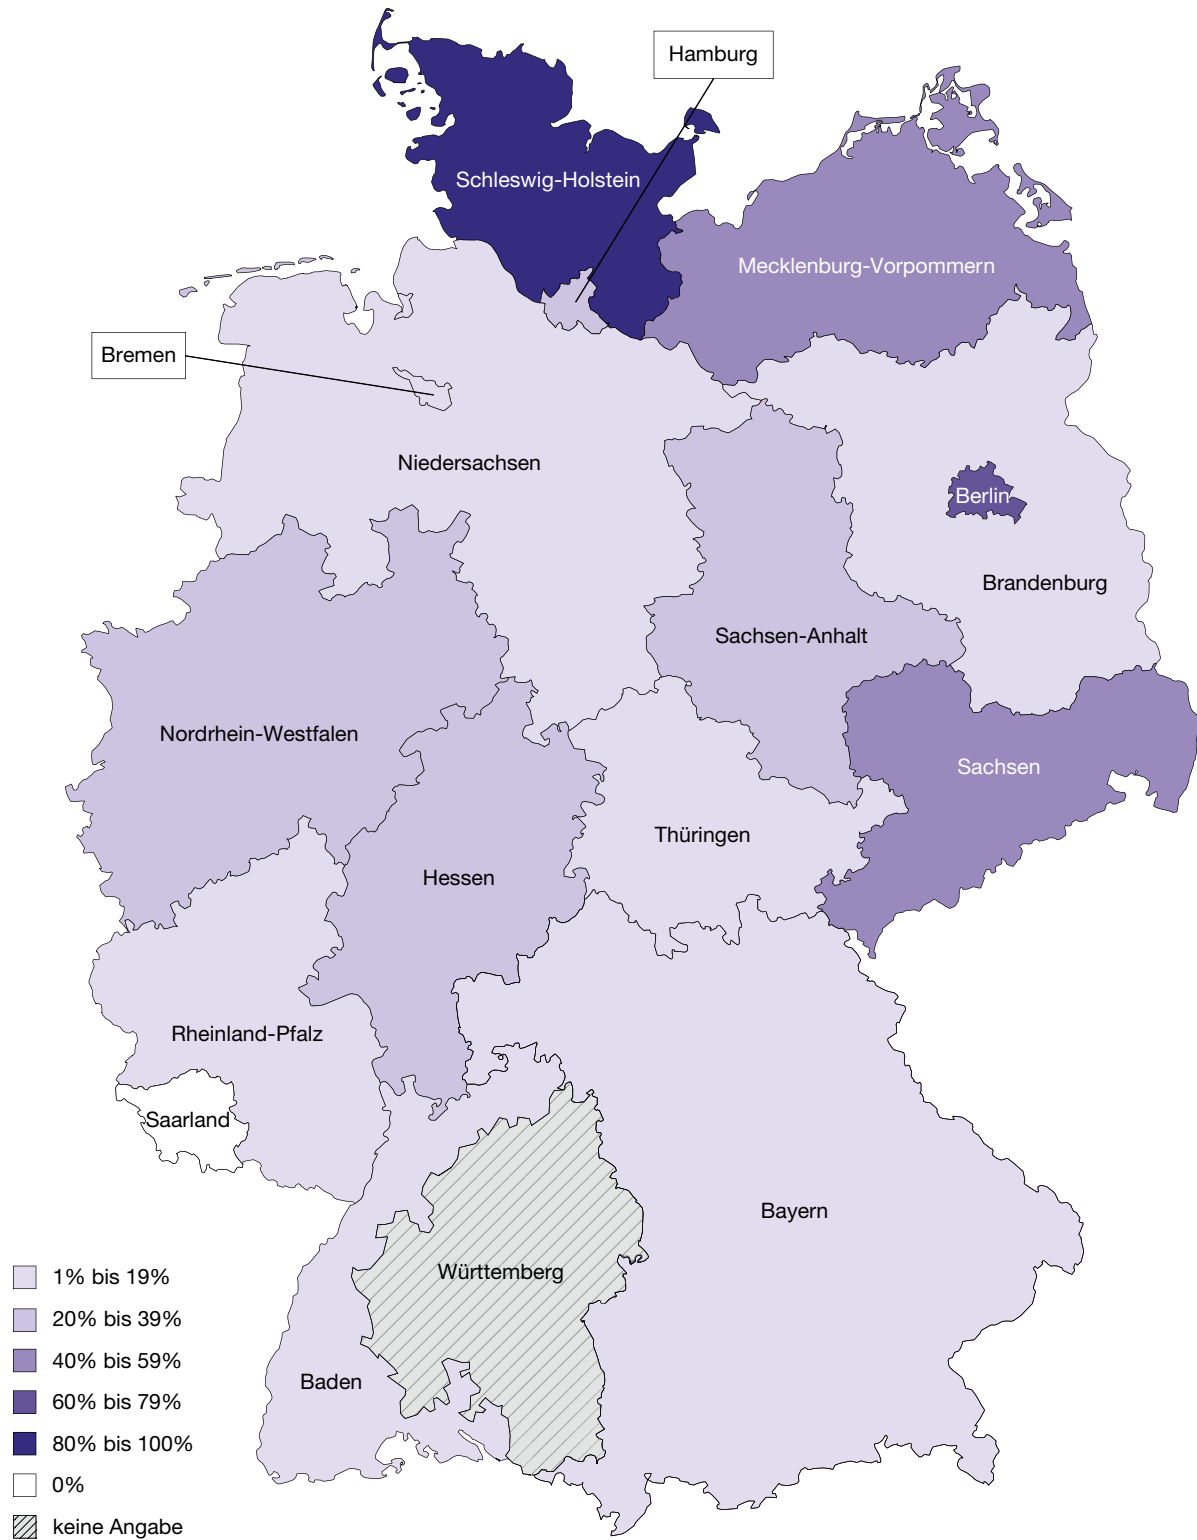 Hamburg
Schleswig-Holstein
Mecklenburg-Vorpommern
Bremen
Niedersachsen
Berlin
Brandenburg
Sachsen-Anhalt
Nordrhein-Westfalen
Sachsen
Thüringen
Hessen
Rheinland-Pfalz
Saarland
Bayern
Württemberg
Baden
1% bis 19%
20% bis 39%
40% bis 59%
60% bis 79%
80% bis 100%
0%
keine Angabe